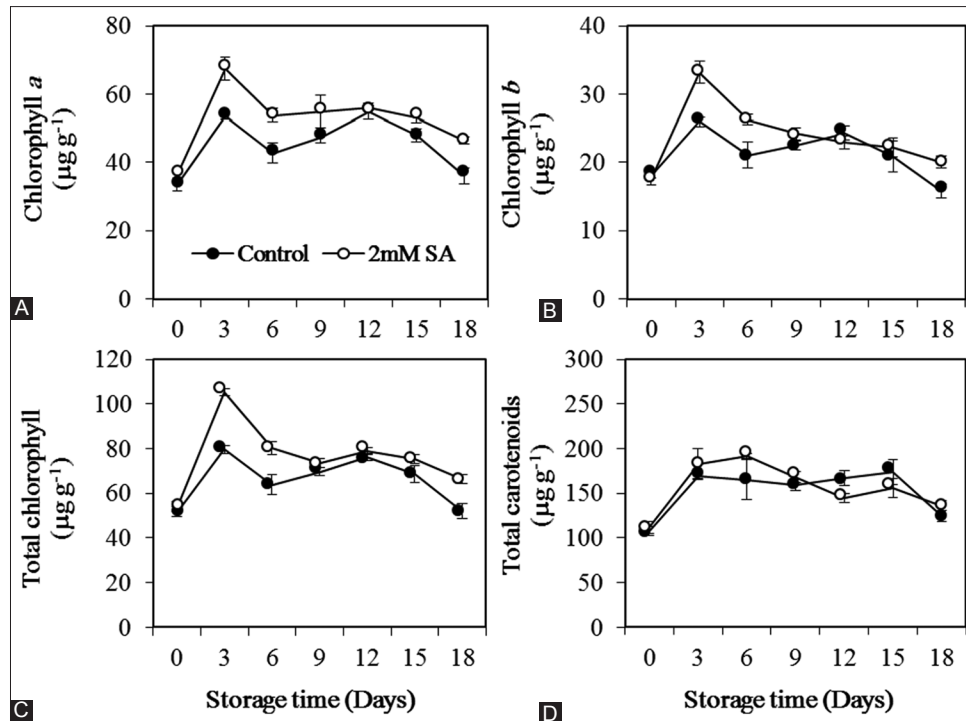 80
60
40
20
0
Chlorophyll a
(µg g-1)
Control
2mM SA
0 3 6 9 12 15 18
A
40
30
20
10
0
Chlorophyll b
(µg g-1)
0 3 6 9 12 15 18
B
120
100
80
60
40
20
0
Total chlorophyll
(µg g-1)
0 3 6 9 12 15 18
Storage time (Days)
C
300
250
200
150
100
50
0
Total carotenoids
(µg g-1)
0 3 6 9 12 15 18
Storage time (Days)
D